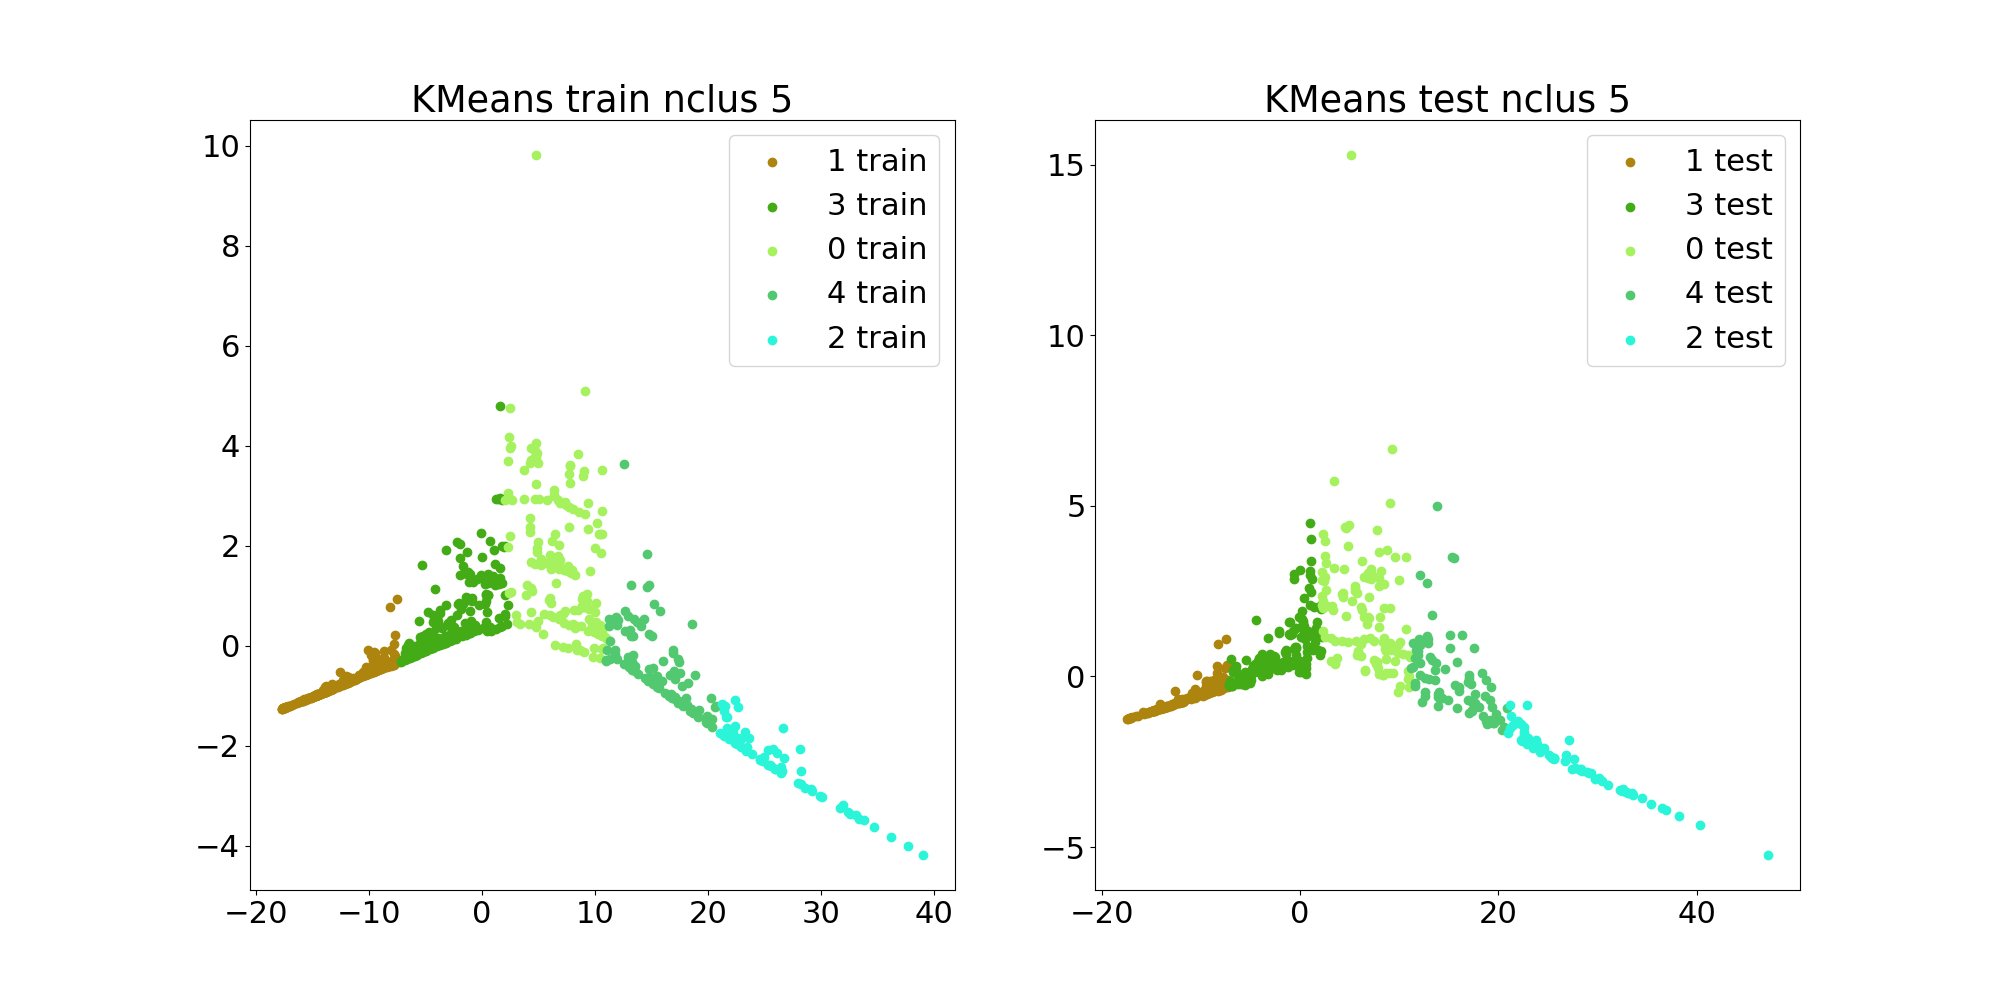 KMeans train nclus 5
10
8
6
4
2
0
−2
−4
−20
−10
0
10
20
30
40
1 train
3 train
0 train
4 train
2 train
KMeans test nclus 5
15
10
5
0
−5
−20
0
20
40
1 test
3 test
0 test
4 test
2 test